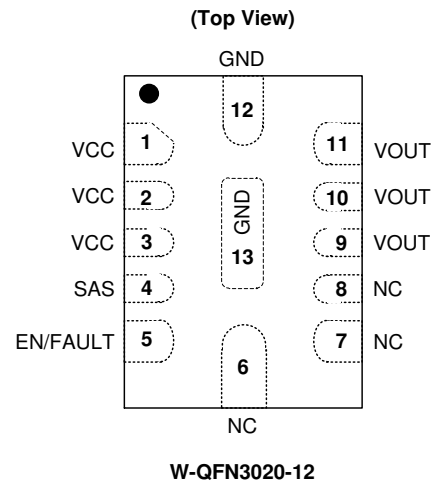 (Top View)
GND
12
VCC 1
11 VOUT
VCC 2
10 VOUT
VCC 3
GND
13
9 VOUT
SAS 4
8 NC
EN/FAULT 5
7 NC
6
NC
W-QFN3020-12